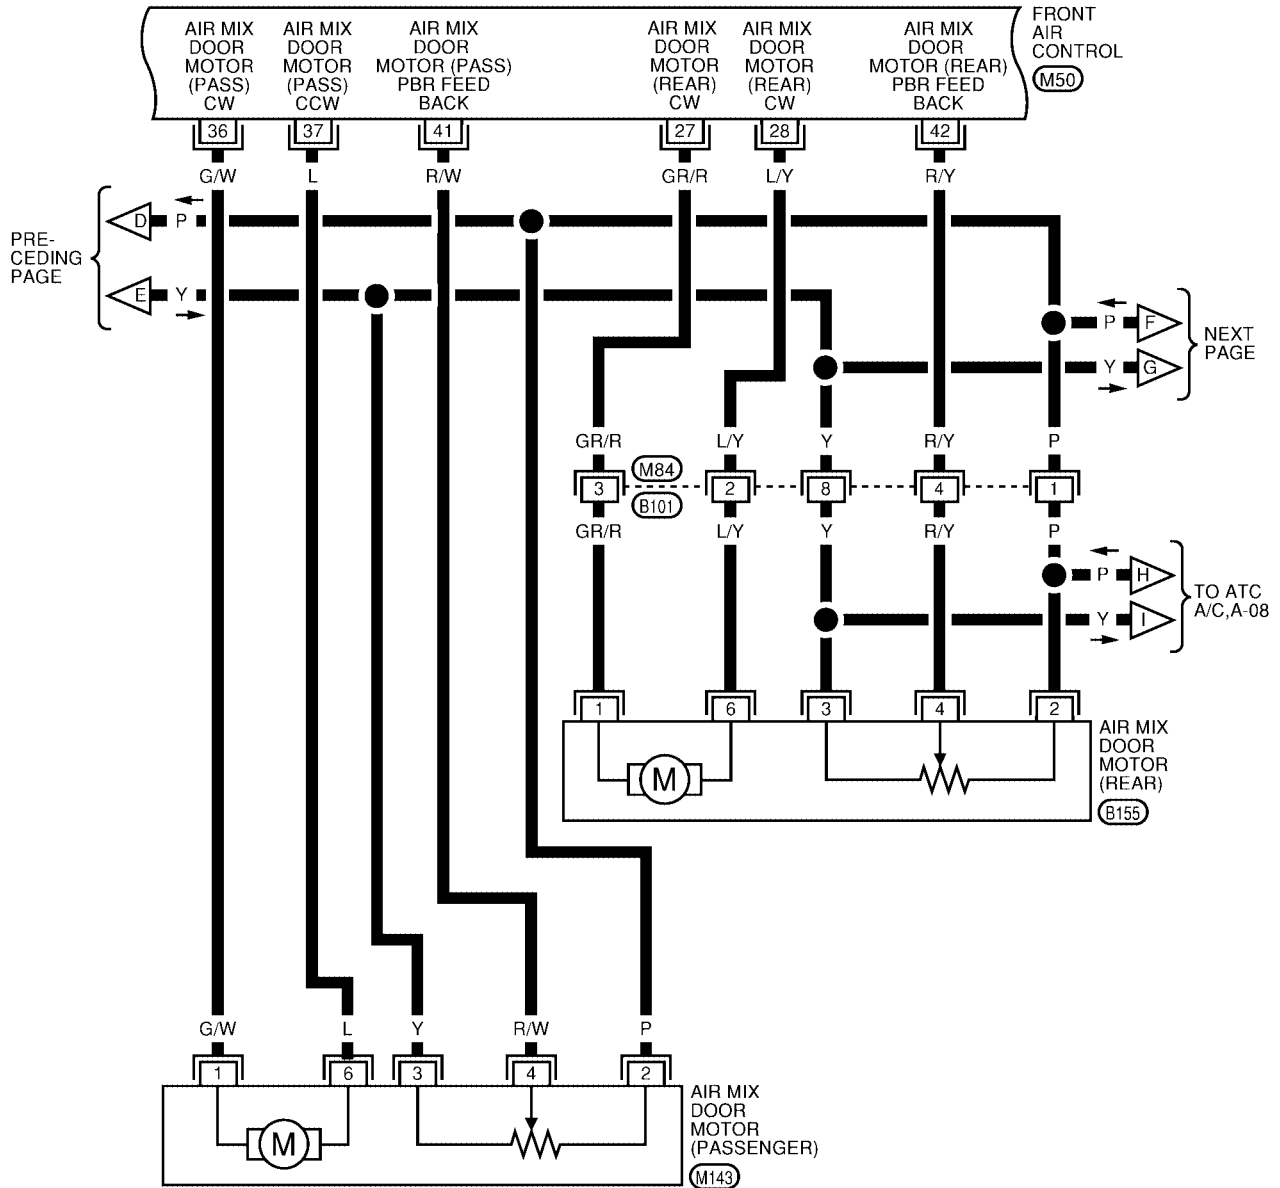 AIR MIX
DOOR
MOTOR
(PASS)
CW
AIR MIX
DOOR
MOTOR
(PASS)
CCW
AIR MIX
DOOR
MOTOR (PASS)
PBR FEED
BACK
AIR MIX
DOOR
MOTOR
(REAR)
CW
AIR MIX
DOOR
MOTOR
(REAR)
CW
AIR MIX
DOOR
MOTOR (REAR)
PBR FEED
BACK
FRONT
AIR
CONTROL
M50
36 37 41 27 28 42
G/W L R/W GR/R L/Y R/Y
PRE-
CEDING
PAGE
D P
E Y
P F
Y G
NEXT
PAGE
GR/R L/Y Y R/Y P
M84
3 2 8 4 1
B101
GR/R L/Y Y R/Y P
P H
Y I
TO ATC
A/C,A-08
1 6 3 4 2
M
AIR MIX
DOOR
MOTOR
(REAR)
B155
G/W L Y R/W P
1 6 3 4 2
M
AIR MIX
DOOR
MOTOR
(PASSENGER)
M143